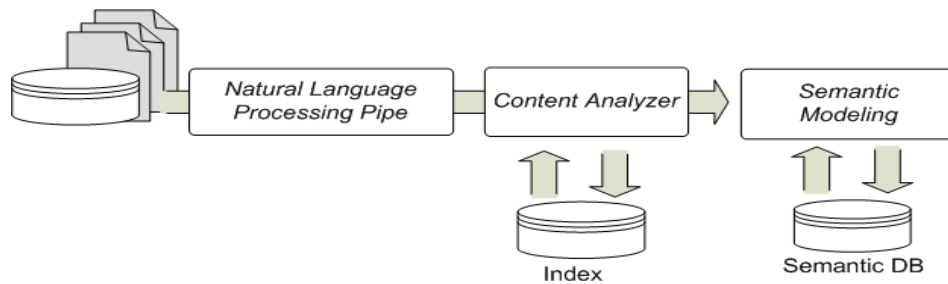 Natural Language
Processing Pipe
Content Analyzer
Semantic
Modeling
Index
Semantic DB